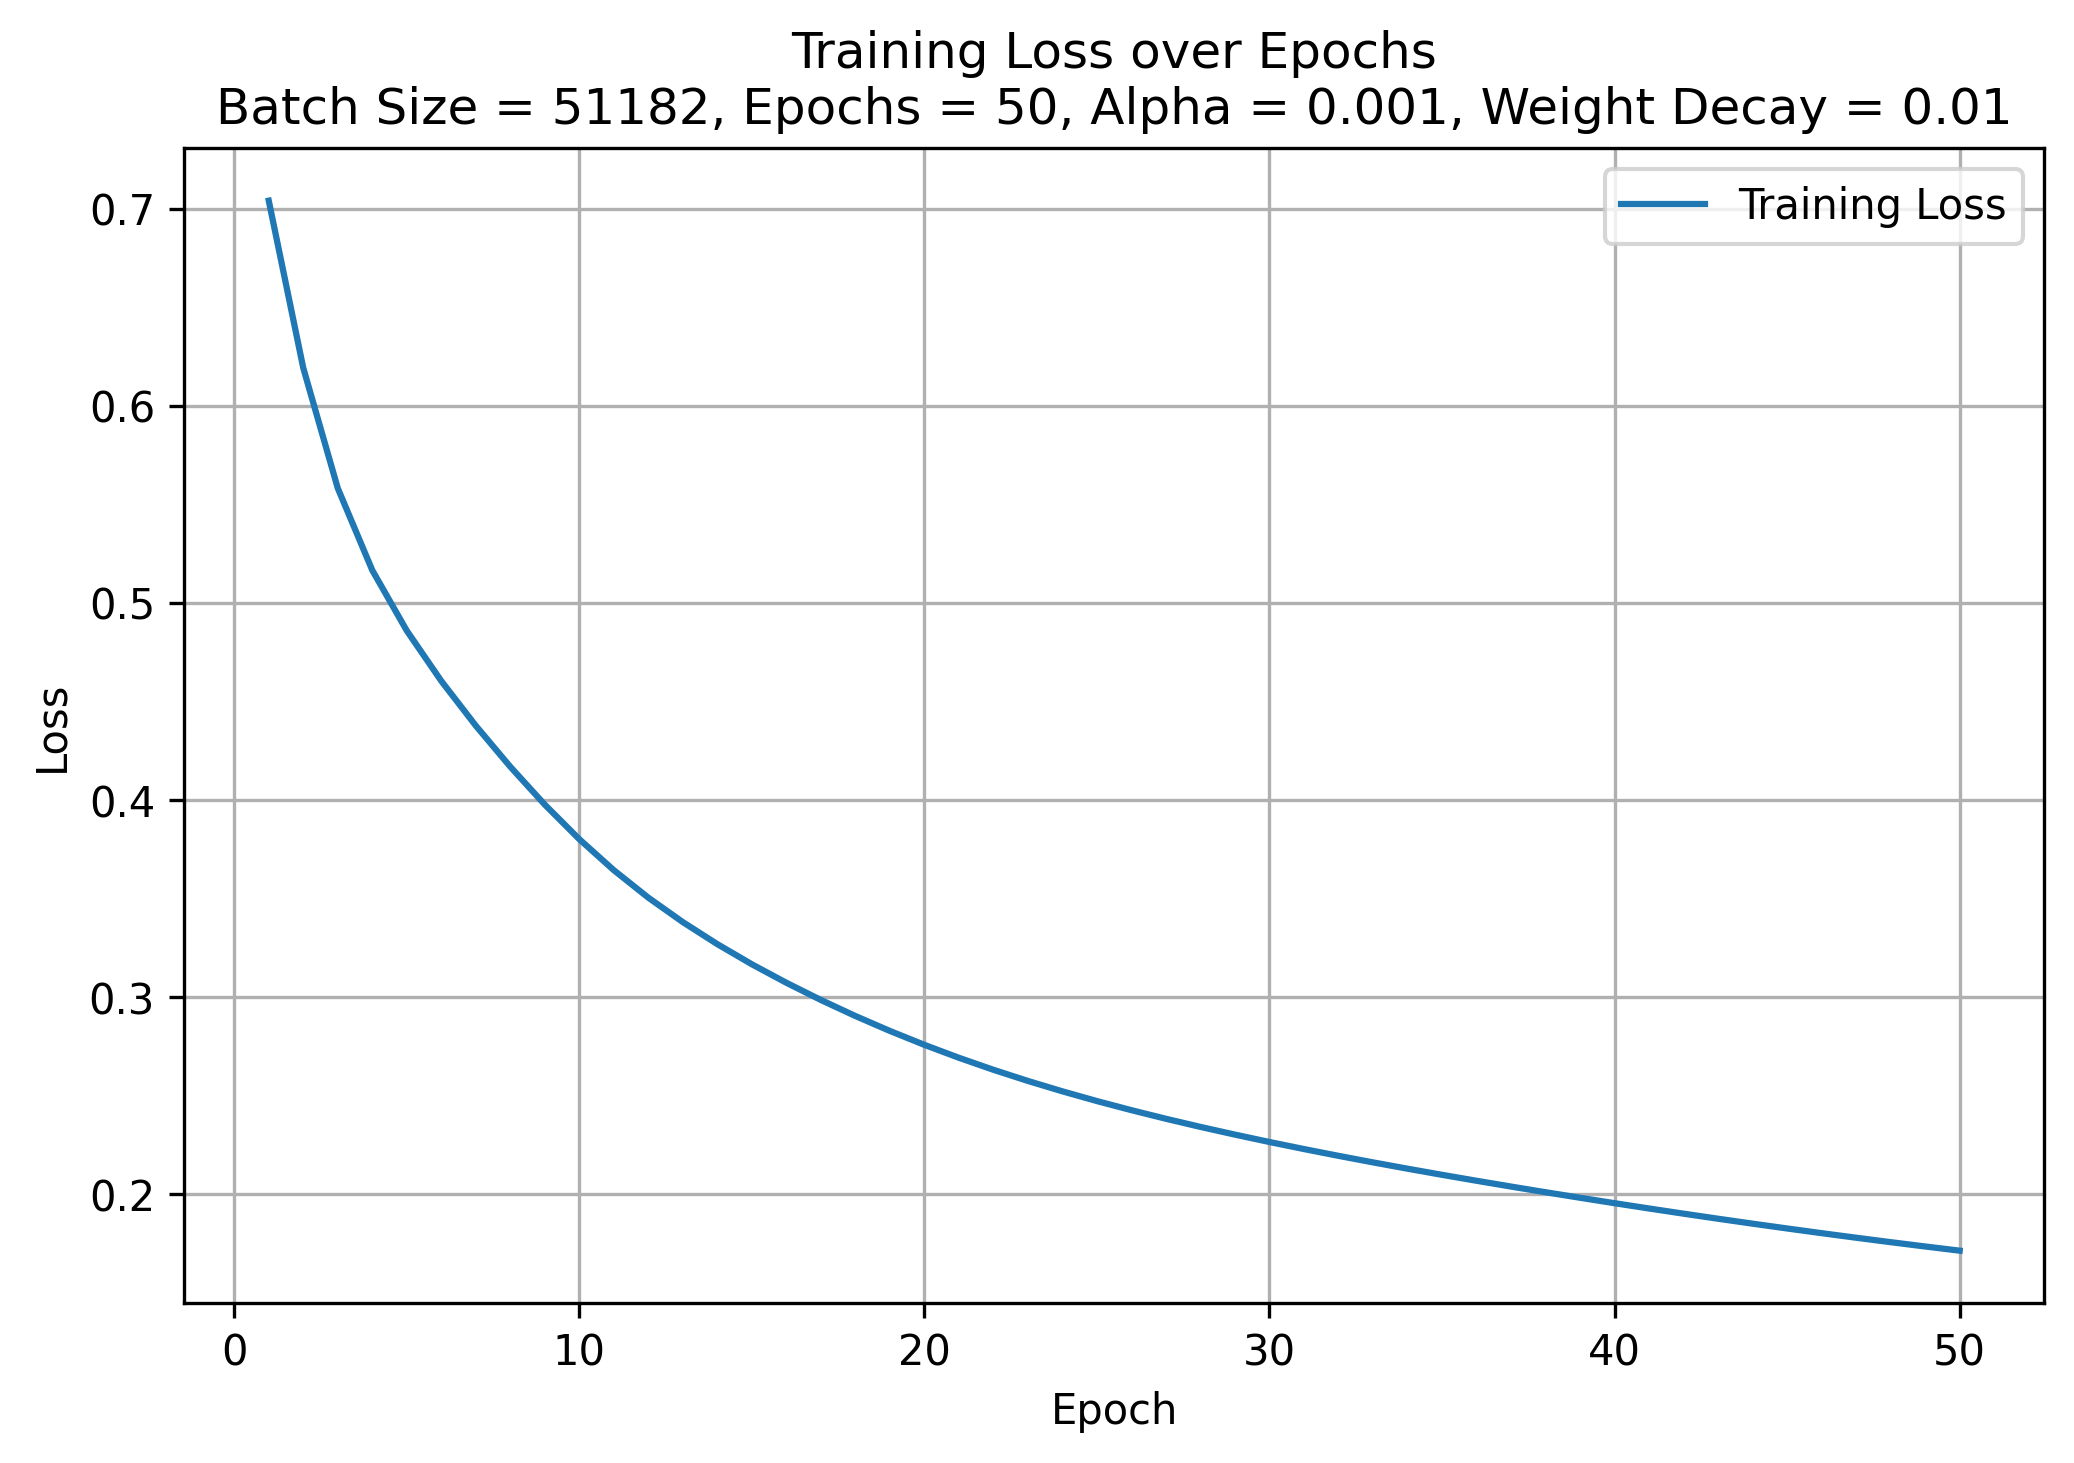 Training Loss over Epochs
Batch Size = 51182, Epochs = 50, Alpha = 0.001, Weight Decay = 0.01
Training Loss
0.7
0.6
0.5
0.4
0.3
0.2
Loss
0 10 20 30 40 50
Epoch